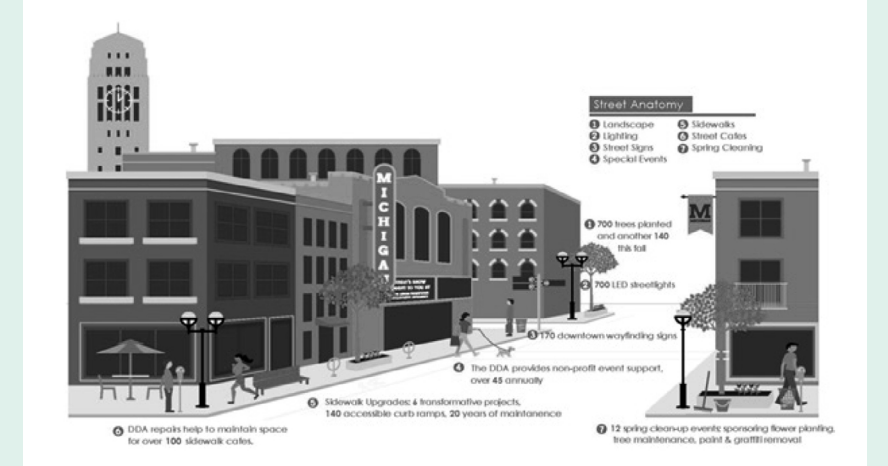 Street Anatomy
1 Landscape
2 Lighting
3 Street Signs
4 Special Events
5 Sidewalks
6 Street Cafes
7 Spring Cleaning
MICHIGAN
M
1 700 trees planted
and another 140
this fall
2 700 LED streetlights
3 170 downtown wayfinding signs
4 The DDA provides non-profit event support,
over 45 annually
5 Sidewalk Upgrades: 6 transformative projects,
140 accessible curb ramps, 20 years of maintanence
6 DDA repairs help to maintain space
for over 100 sidewalk cafes.
7 12 spring clean-up events; sponsoring flower planting,
tree maintenance, paint & graffiti removal